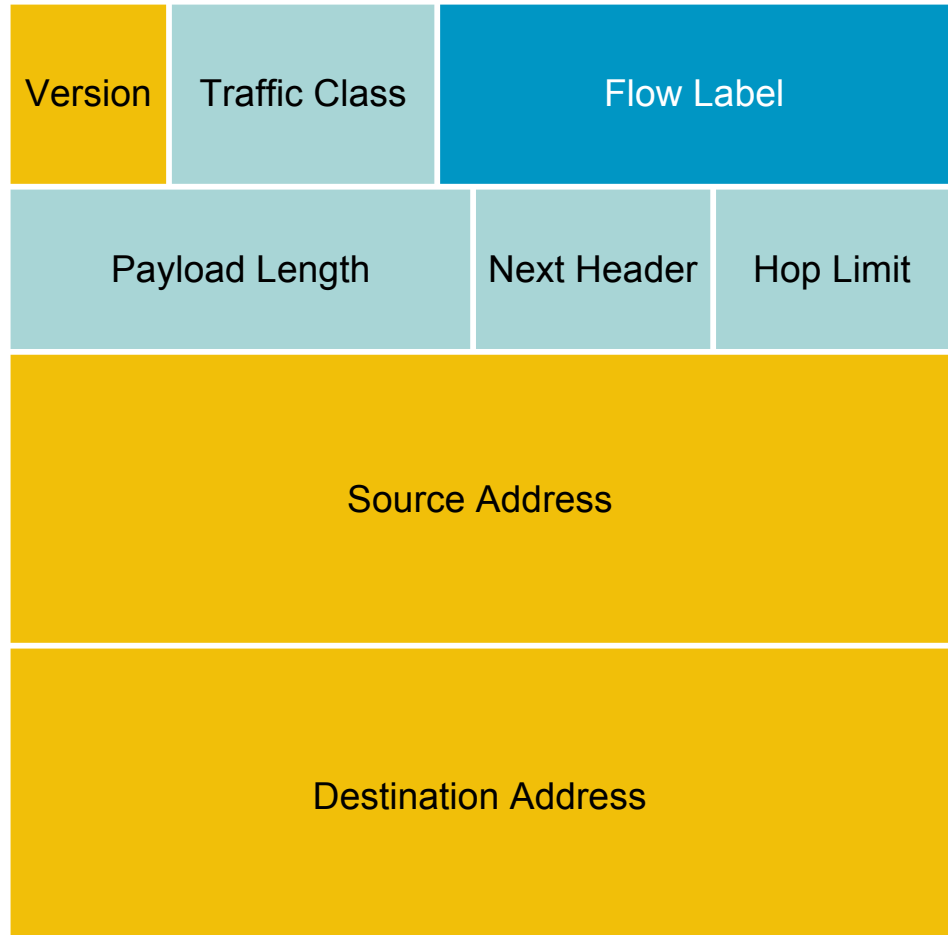 Version Traffic Class Flow Label
Payload Length Next Header Hop Limit
Source Address
Destination Address